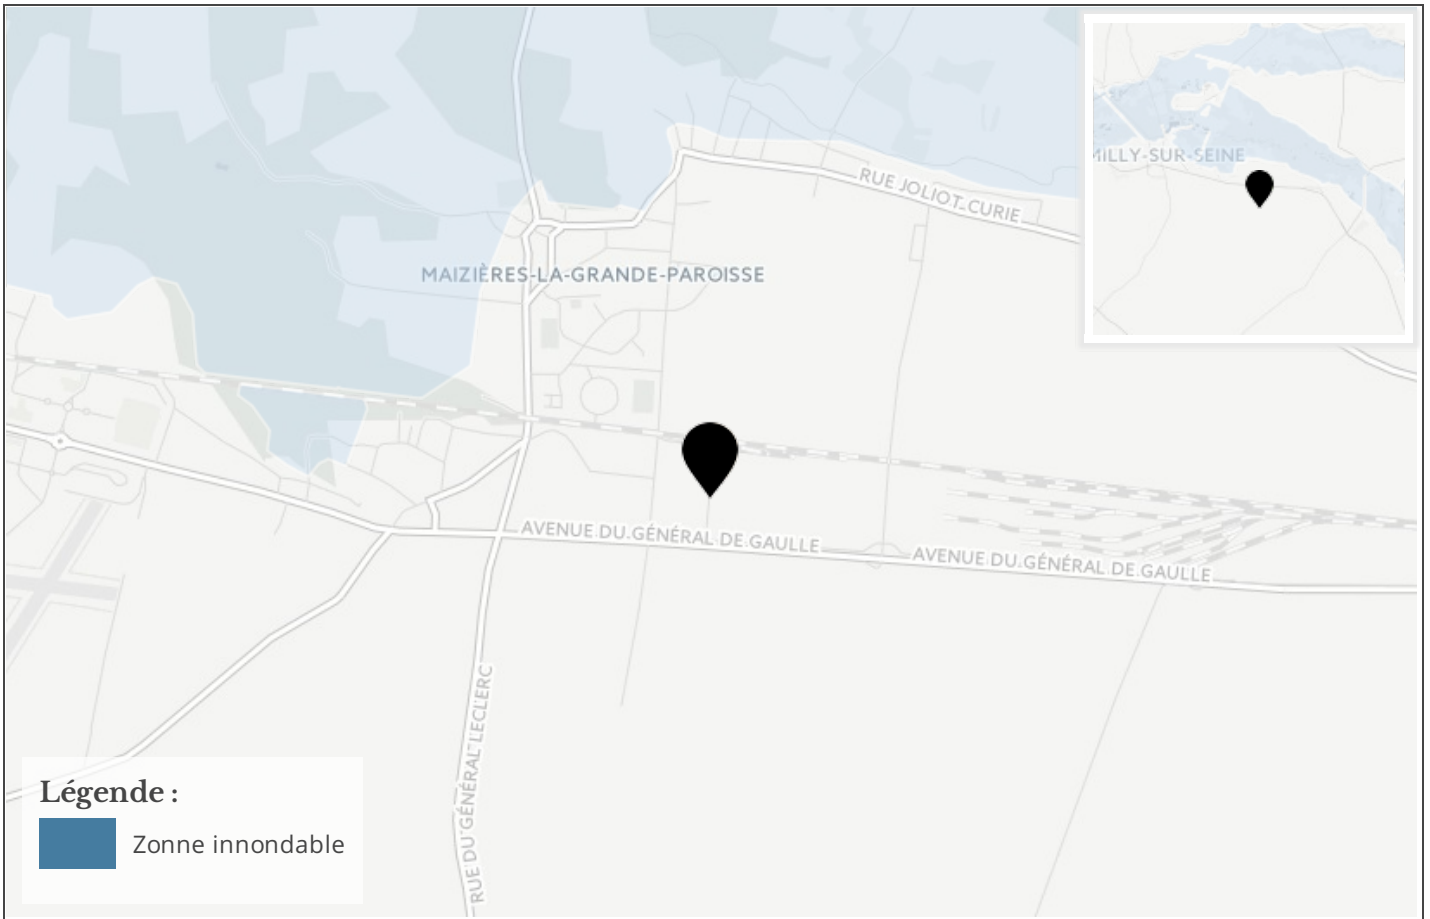 MILLY-SUR-SEINE
RUE JOLIOT-CURIE
MAIZIÈRES-LA-GRANDE-PAROISSE
AVENUE DU GÉNÉRAL DE GAULLE
AVENUE DU GÉNÉRAL DE GAULLE
RUE DU GÉNÉRAL LECLERC
Légende :
Zonne innondable